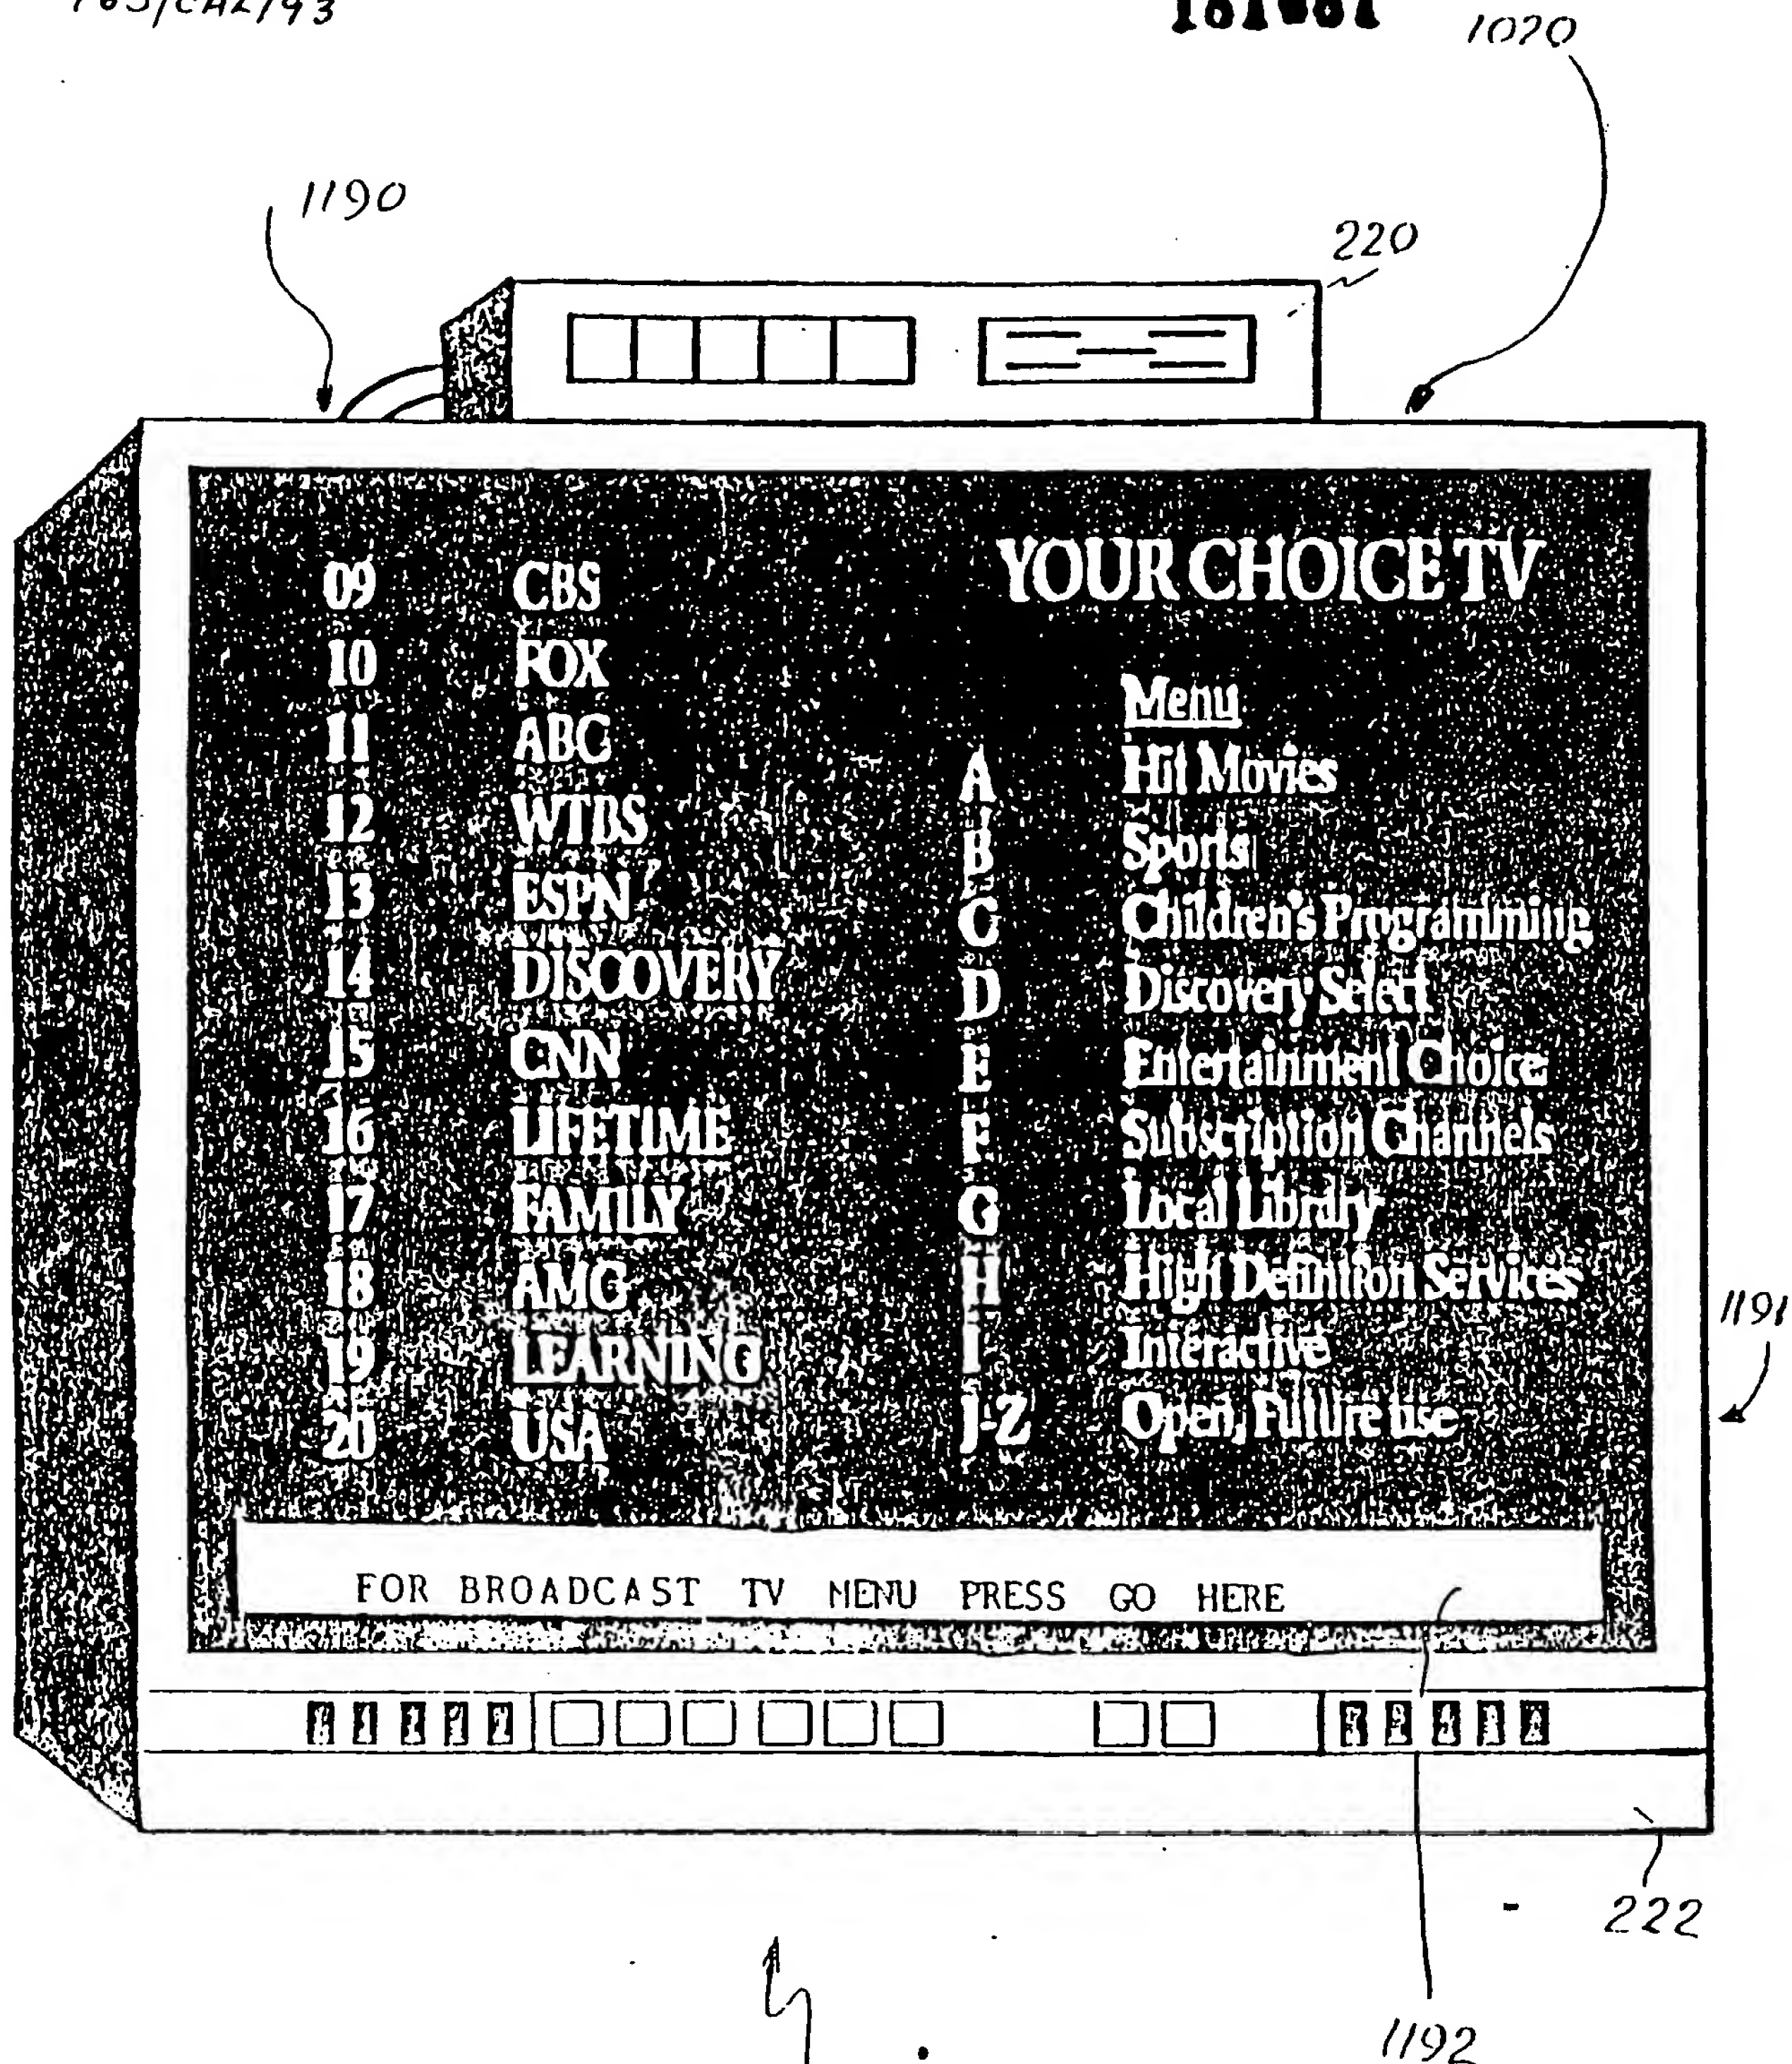 1020
1190
220
09 CBS
10 FOX
11 ABC
12 WTBS
13 ESPN
14 DISCOVERY
15 CNN
16 LIFETIME
17 FAMILY
18 AMC
19 LEARNING
20 USA
YOUR CHOICE TV
Menu
A Hit Movies
B Sports
C Children's Programming
D Discovery Select
E Entertainment Choice
F Subscription Channels
G Local Library
H High Definition Services
I Interactive
J-Z Open, Future use
1191
FOR BROADCAST TV MENU PRESS GO HERE
222
1192